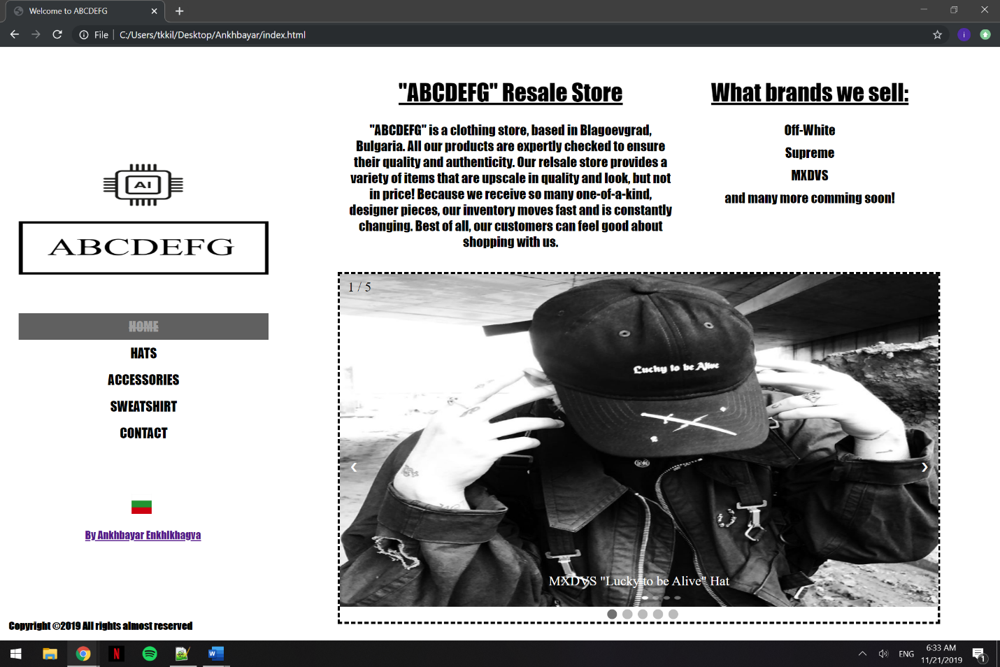 Welcome to ABCDEFG
File | C:/Users/tkkil/Desktop/Ankhbayar/index.html
i
AI
ABCDEFG
HOME
HATS
ACCESSORIES
SWEATSHIRT
CONTACT
By Ankhbayar Enkhlkhagva
Copyright ©2019 All rights almost reserved
"ABCDEFG" Resale Store
"ABCDEFG" is a clothing store, based in Blagoevgrad,
Bulgaria. All our products are expertly checked to ensure
their quality and authenticity. Our relsale store provides a
variety of items that are upscale in quality and look, but not
in price! Because we receive so many one-of-a-kind,
designer pieces, our inventory moves fast and is constantly
changing. Best of all, our customers can feel good about
shopping with us.
What brands we sell:
Off-White
Supreme
MXDVS
and many more comming soon!
1 / 5
Lucky to be Alive
MXDVS "Lucky to be Alive" Hat
N
W
ENG
6:33 AM
11/21/2019
1